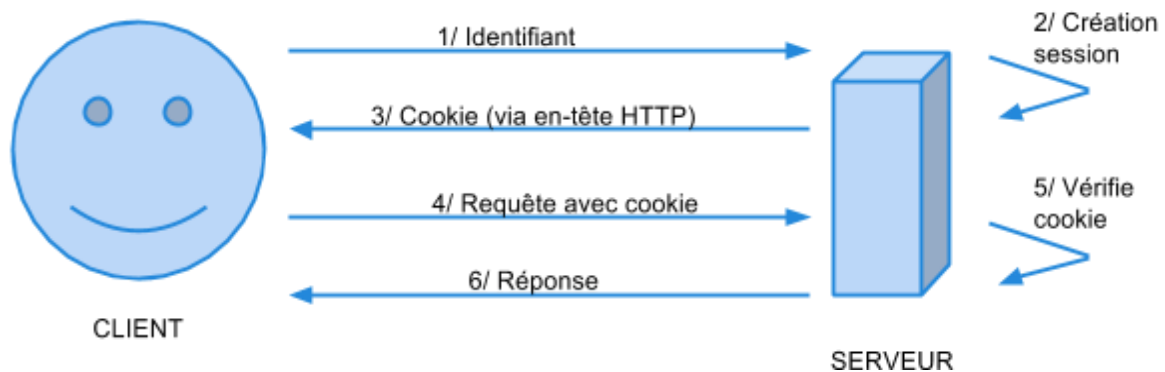 1/ Identifiant
2/ Création
session
3/ Cookie (via en-tête HTTP)
4/ Requête avec cookie
5/ Vérifie
cookie
6/ Réponse
CLIENT
SERVEUR